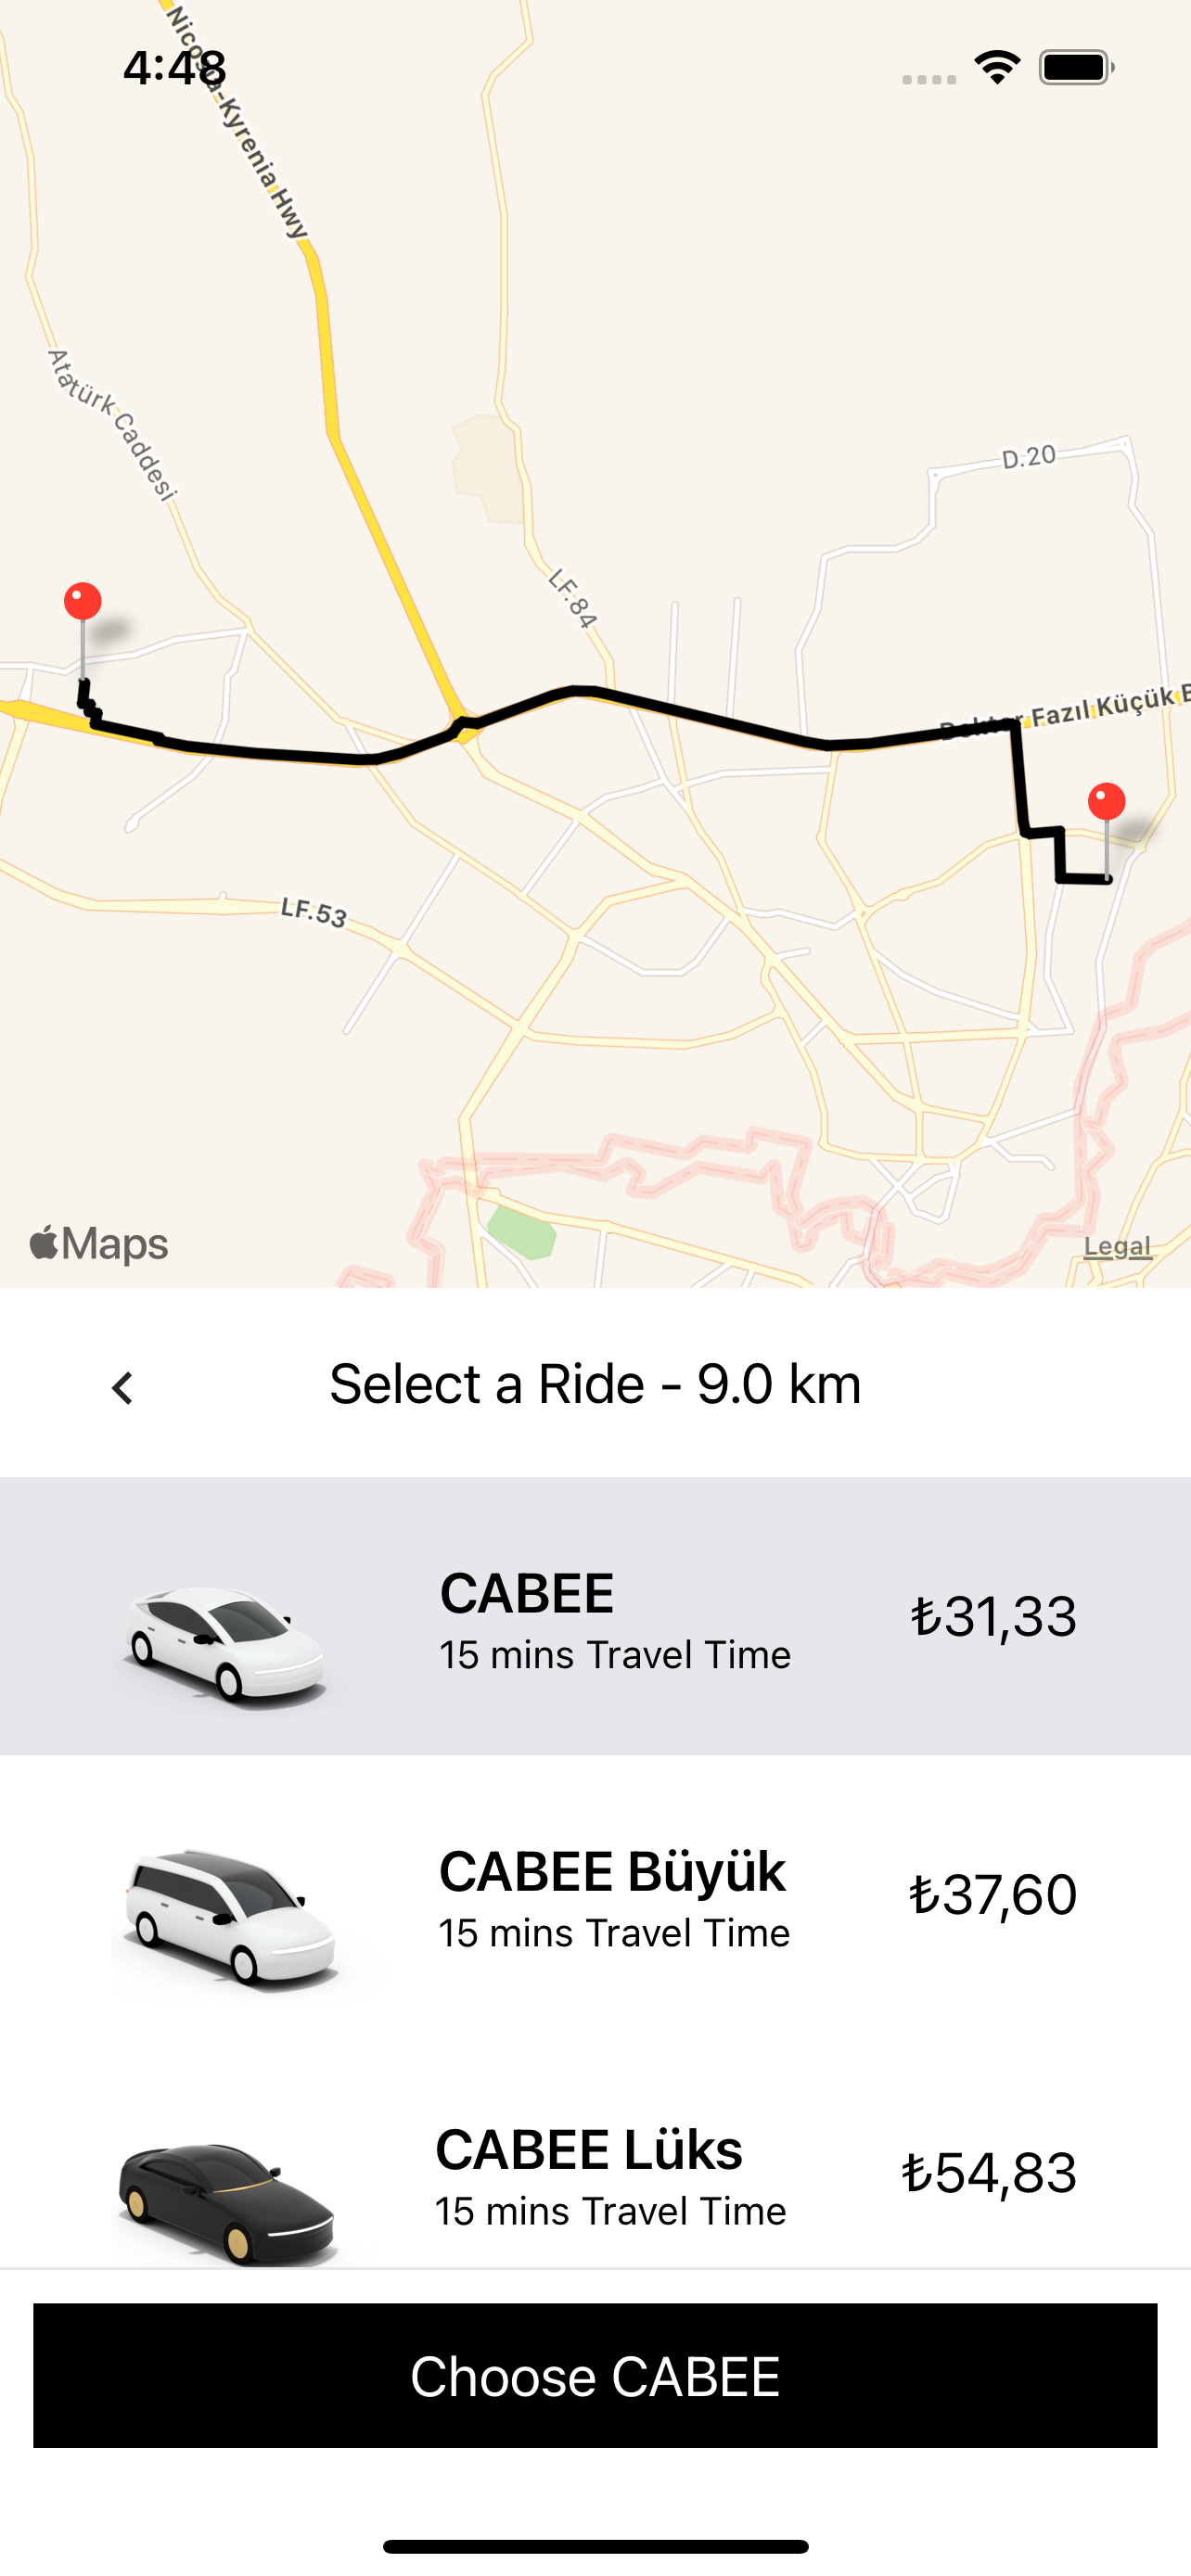 4:48
Nicosia-Kyrenia Hwy
Atatürk Caddesi
D.20
LF.84
Doktor Fazıl Küçük B
LF.53
Maps
Legal
Select a Ride - 9.0 km
CABEE
15 mins Travel Time
₺31,33
CABEE Büyük
15 mins Travel Time
₺37,60
CABEE Lüks
15 mins Travel Time
₺54,83
Choose CABEE